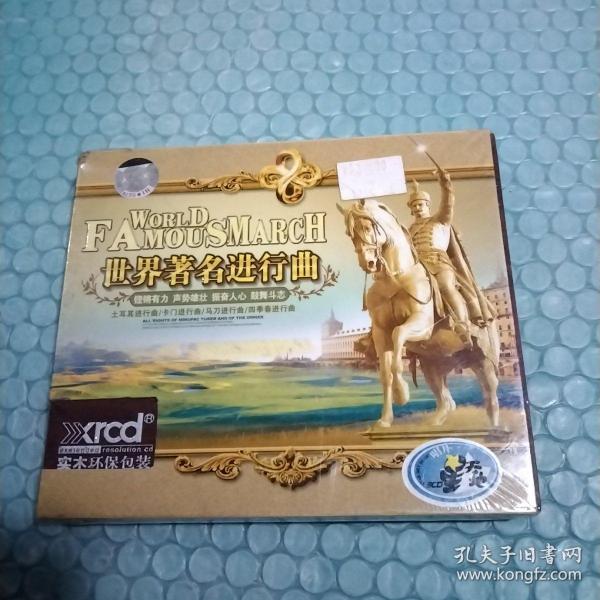 WORLD
FAMOUSMARCH
世界著名进行曲
铿锵有力 声势雄壮 振奋人心 鼓舞斗志
土耳其进行曲/卡门进行曲/马刀进行曲/四季春进行曲
xrcd®
extended resolution cd
实木环保包装
孔夫子旧书网
www.kongfz.com